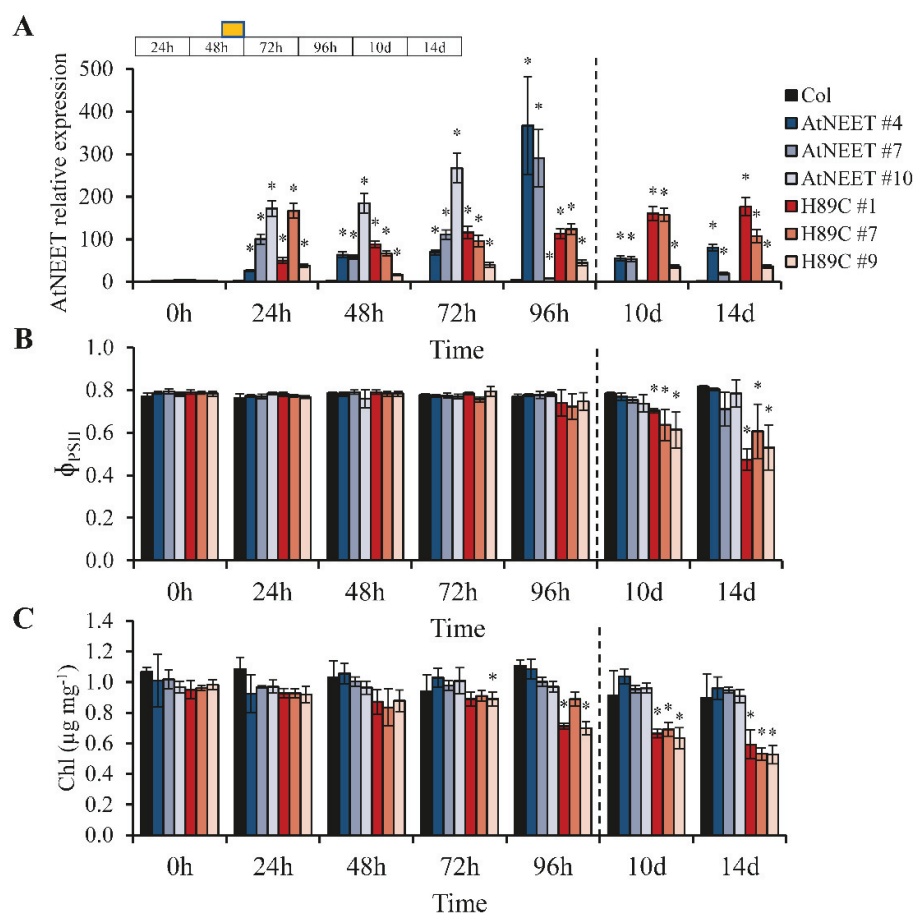 A
24h 48h 72h 96h 10d 14d
500
400
300
200
100
0
AtNEET relative expression
* * * * * * * * * * * * * * * * * * * * * * * * * * * * * * * * * * *
0h 24h 48h 72h 96h 10d 14d
Time
Col
AtNEET #4
AtNEET #7
AtNEET #10
H89C #1
H89C #7
H89C #9
B
1.0
0.8
0.6
0.4
0.2
0.0
ϕPSII
* * * * * *
0h 24h 48h 72h 96h 10d 14d
Time
C
1.4
1.2
1.0
0.8
0.6
0.4
0.2
0.0
Chl (µg mg⁻¹)
* * * * * * * * *
0h 24h 48h 72h 96h 10d 14d
Time